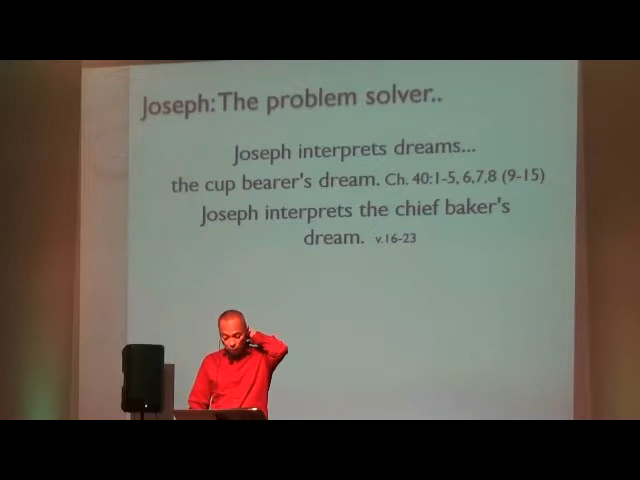 Joseph: The problem solver..
Joseph interprets dreams...
the cup bearer's dream. Ch. 40:1-5, 6,7,8 (9-15)
Joseph interprets the chief baker's
dream. v.16-23